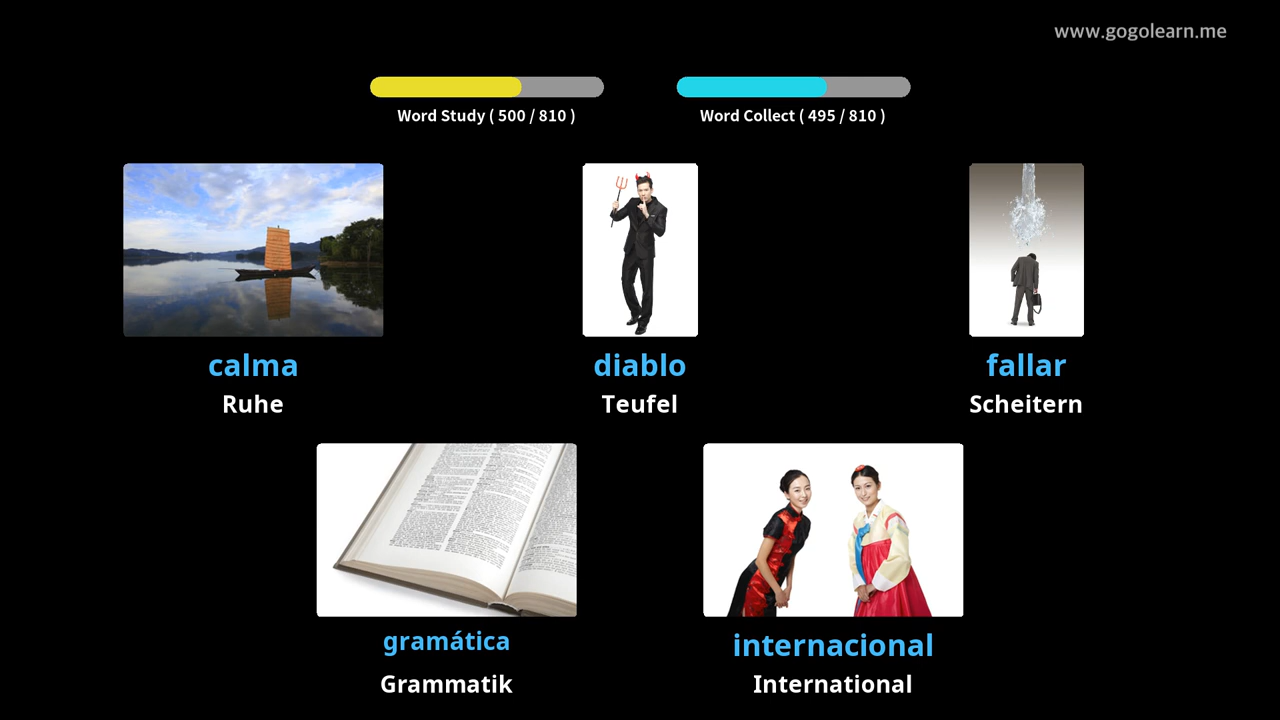 www.gogolearn.me
Word Study ( 500 / 810 )
Word Collect ( 495 / 810 )
calma
Ruhe
diablo
Teufel
fallar
Scheitern
gramática
Grammatik
internacional
International